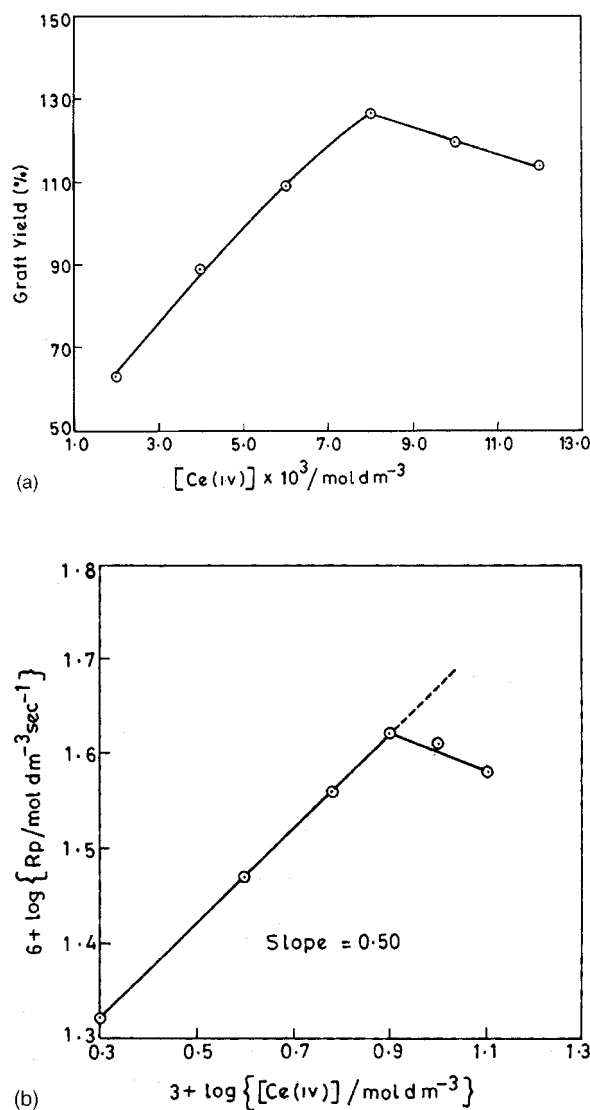 150
130
110
90
70
50
Graft Yield (%)
1.0 3.0 5.0 7.0 9.0 11.0 13.0
[Ce(iv)] × 10³/mol dm⁻³
(a)
1.8
1.7
1.6
1.5
1.4
1.3
6+ log {Rp/mol dm⁻³sec⁻¹}
Slope = 0.50
0.3 0.5 0.7 0.9 1.1 1.3
3+ log {[Ce(iv)]/mol dm⁻³}
(b)